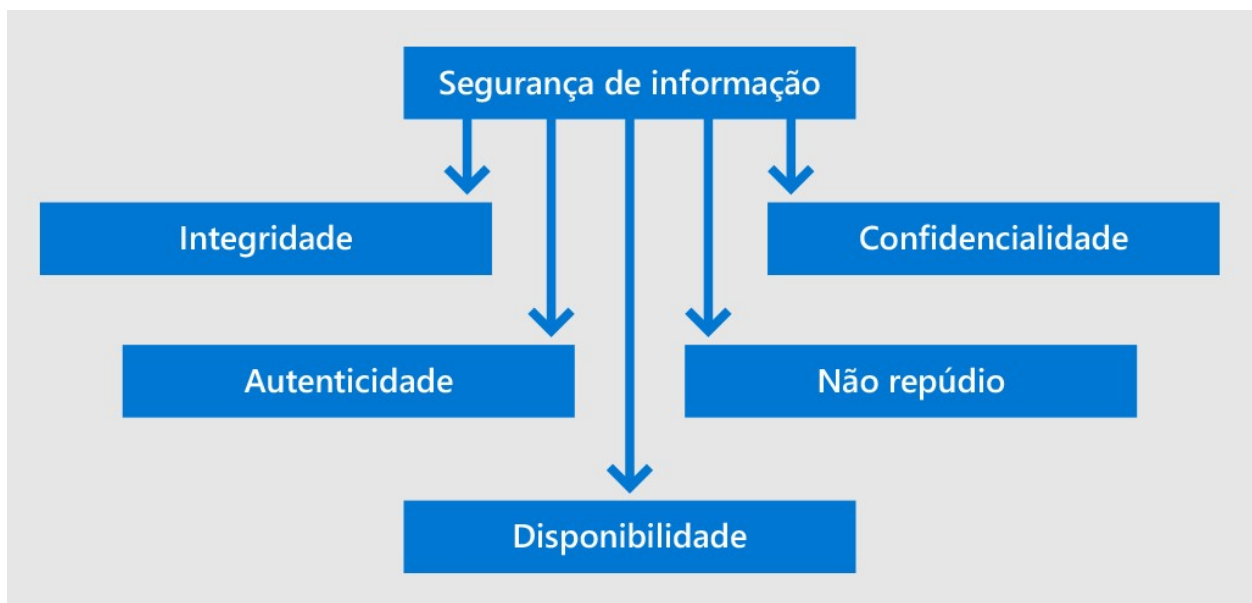 Segurança de informação
Integridade
Confidencialidade
Autenticidade
Não repúdio
Disponibilidade